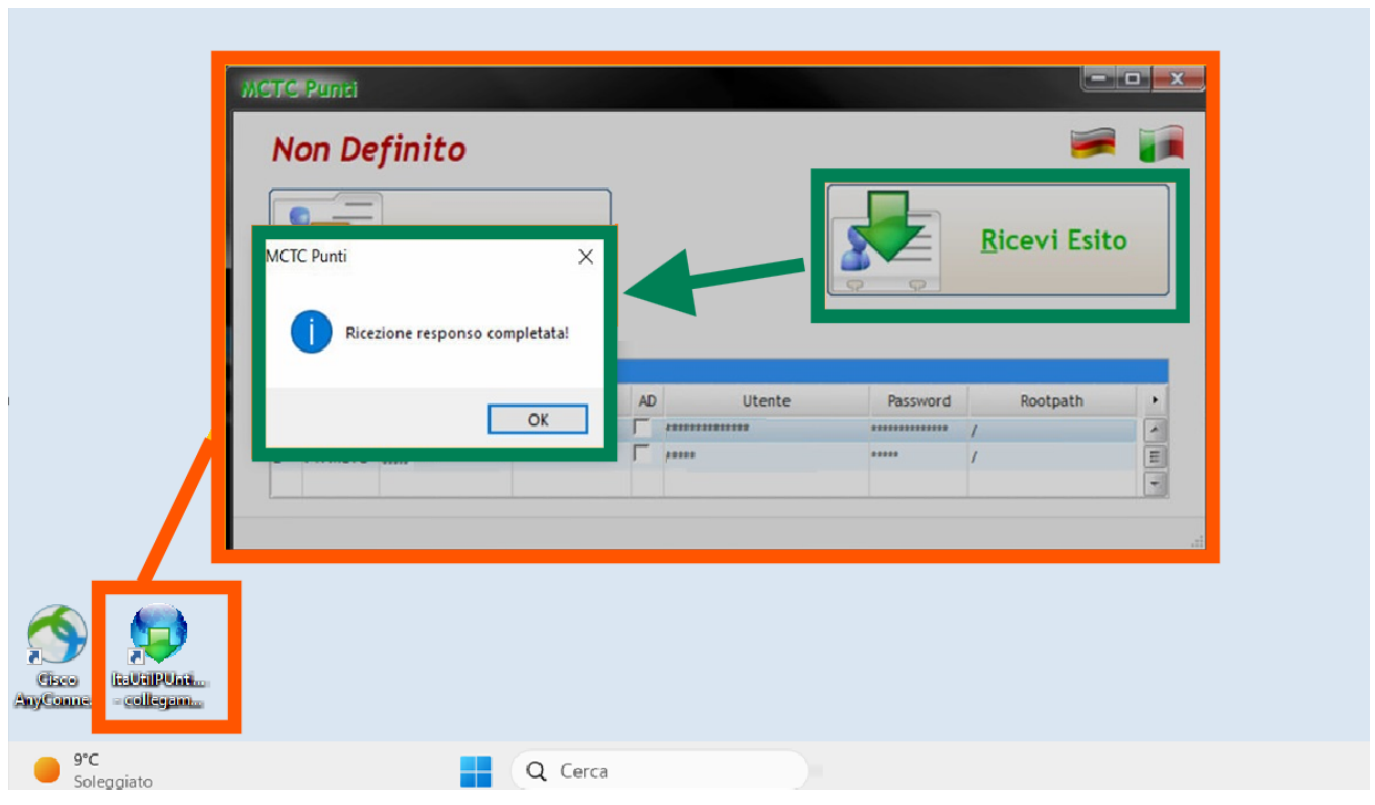 MCTC Punti
Non Definito
Ricevi Esito
MCTC Punti
Ricezione responso completata!
OK
AD Utente Password Rootpath
************** ************** /
***** ***** /
Cisco
AnyConne...
ItaUtilPUnti...
- collegam...
9°C
Soleggiato
Cerca